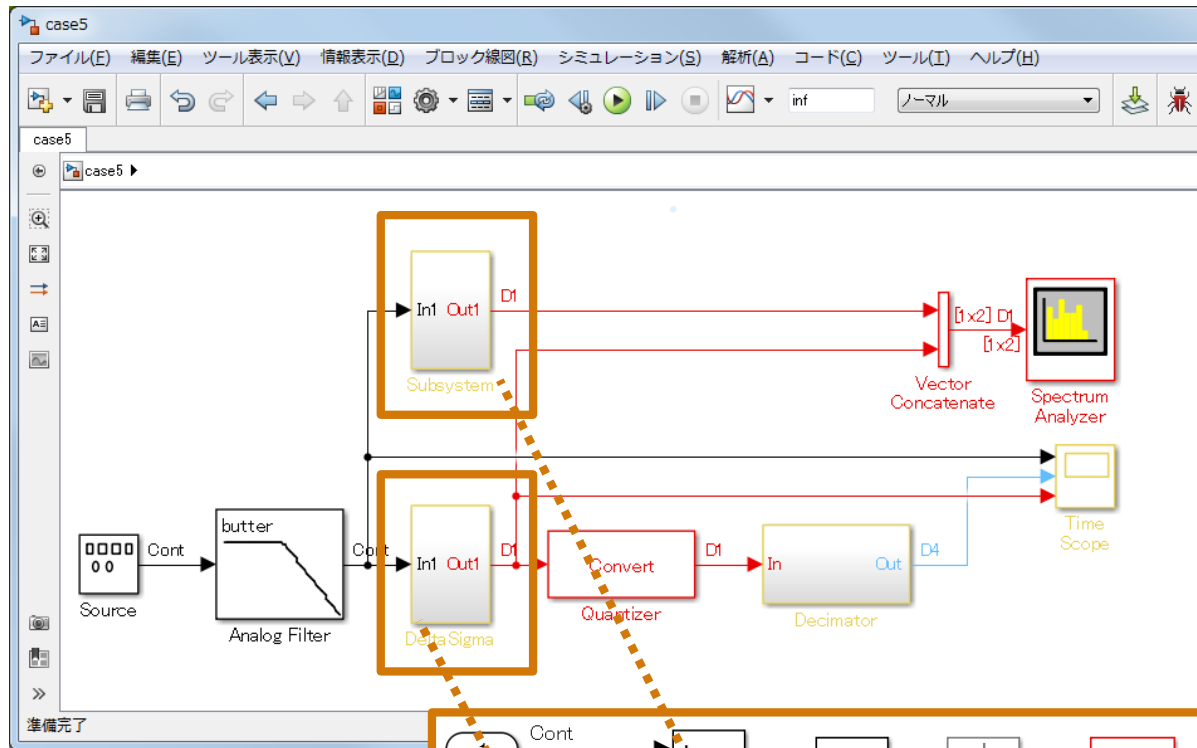 case5
ファイル(F) 編集(E) ツール表示(V) 情報表示(D) ブロック線図(R) シミュレーション(S) 解析(A) コード(C) ツール(T) ヘルプ(H)
inf ノーマル
case5
case5
In1 Out1 D1
Subsystem
[1x2] D1
[1x2]
Vector
Concatenate
Spectrum
Analyzer
butter
Cont
Cont
In1 Out1 D1
Convert
D1
In Out
D4
Time
Scope
Source
Analog Filter
DeltaSigma
Quantizer
Decimator
準備完了
Cont